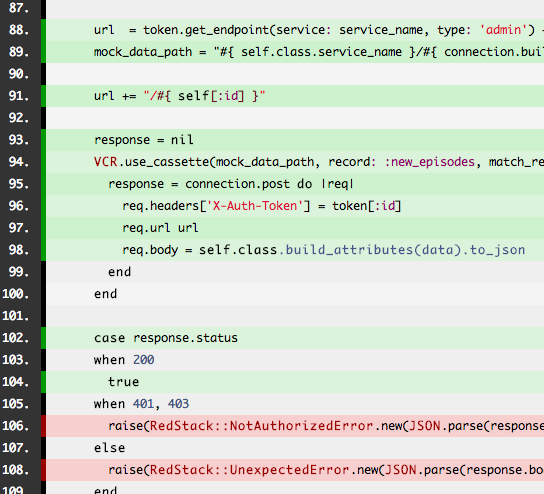 87.
88. url  = token.get_endpoint(service: service_name, type: 'admin')
89. mock_data_path = "#{ self.class.service_name }/#{ connection.bui
90.
91. url += "/#{ self[:id] }"
92.
93. response = nil
94. VCR.use_cassette(mock_data_path, record: :new_episodes, match_re
95. response = connection.post do |req|
96. req.headers['X-Auth-Token'] = token[:id]
97. req.url url
98. req.body = self.class.build_attributes(data).to_json
99. end
100. end
101.
102. case response.status
103. when 200
104. true
105. when 401, 403
106. raise(RedStack::NotAuthorizedError.new(JSON.parse(response
107. else
108. raise(RedStack::UnexpectedError.new(JSON.parse(response.bo
109. end